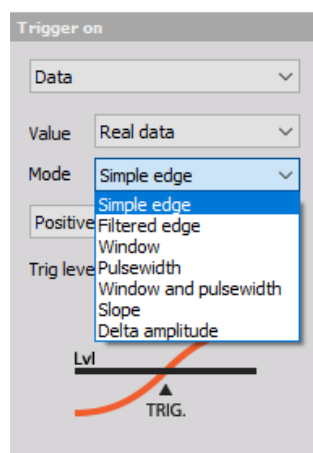 Trigger on
Data
Value Real data
Mode Simple edge
Simple edge
Positive Filtered edge
Window
Trig leve Pulsewidth
Window and pulsewidth
Slope
Delta amplitude
Lvl
TRIG.